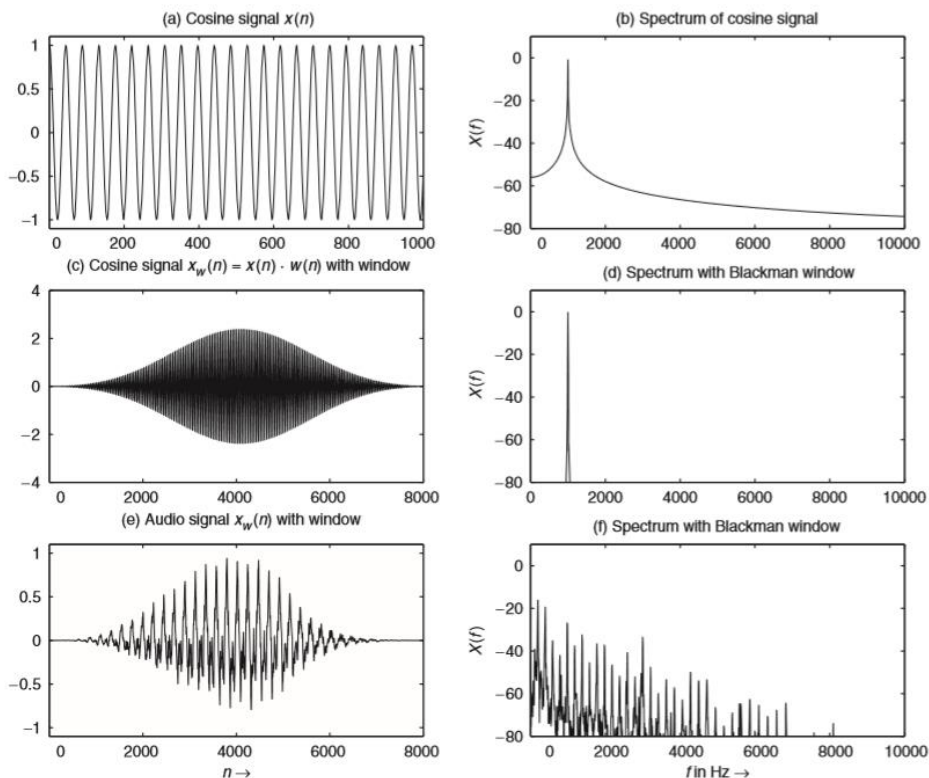 (a) Cosine signal x(n)
1
0.5
0
−0.5
−1
0 200 400 600 800 1000
(b) Spectrum of cosine signal
X(f)
0
−20
−40
−60
−80
0 2000 4000 6000 8000 10000
(c) Cosine signal x_w(n) = x(n) · w(n) with window
4
2
0
−2
−4
0 2000 4000 6000 8000
(d) Spectrum with Blackman window
X(f)
0
−20
−40
−60
−80
0 2000 4000 6000 8000 10000
(e) Audio signal x_w(n) with window
1
0.5
0
−0.5
−1
0 2000 4000 6000 8000
n →
(f) Spectrum with Blackman window
X(f)
0
−20
−40
−60
−80
0 2000 4000 6000 8000 10000
f in Hz →